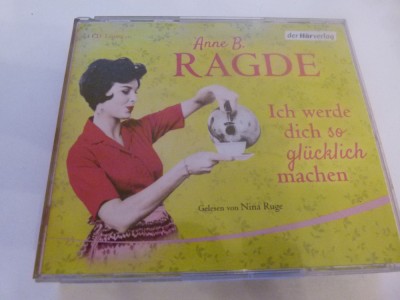 Anne B.
der Hörverlag
RAGDE
Ich werde
dich so
glücklich
machen
Gelesen von Nina Ruge